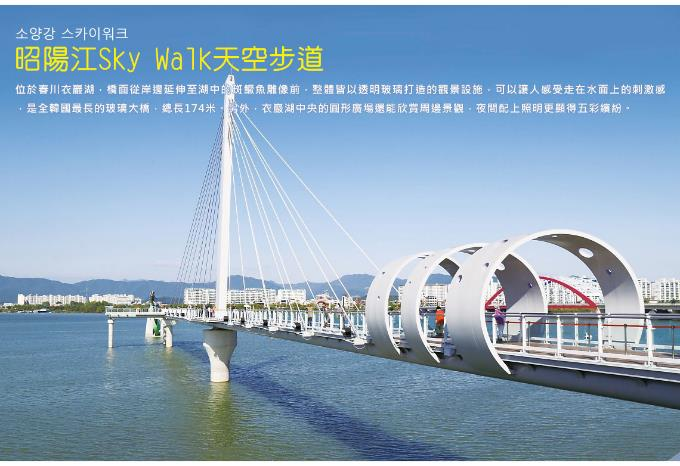 소양강 스카이워크
昭陽江Sky Walk天空步道
位於春川衣巖湖，橋面從岸邊延伸至湖中的斑鱖魚雕像前，整體皆以透明玻璃打造的觀景設施，可以讓人感受走在水面上的刺激感
，是全韓國最長的玻璃大橋，總長174米。另外，衣巖湖中央的圓形廣場還能欣賞周邊景觀，夜間配上照明更顯得五彩繽紛。